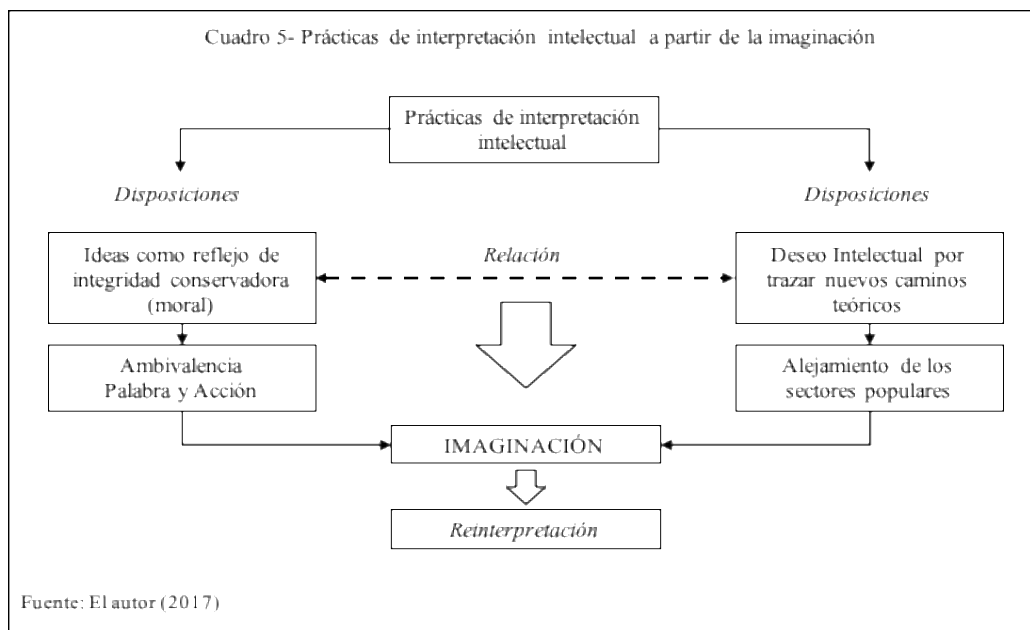 Cuadro 5- Prácticas de interpretación intelectual a partir de la imaginación
Prácticas de interpretación
intelectual
Disposiciones
Disposiciones
Ideas como reflejo de
integridad conservadora
(moral)
Relación
Deseo Intelectual por
trazar nuevos caminos
teóricos
Ambivalencia
Palabra y Acción
Alejamiento de los
sectores populares
IMAGINACIÓN
Reinterpretación
Fuente: El autor (2017)